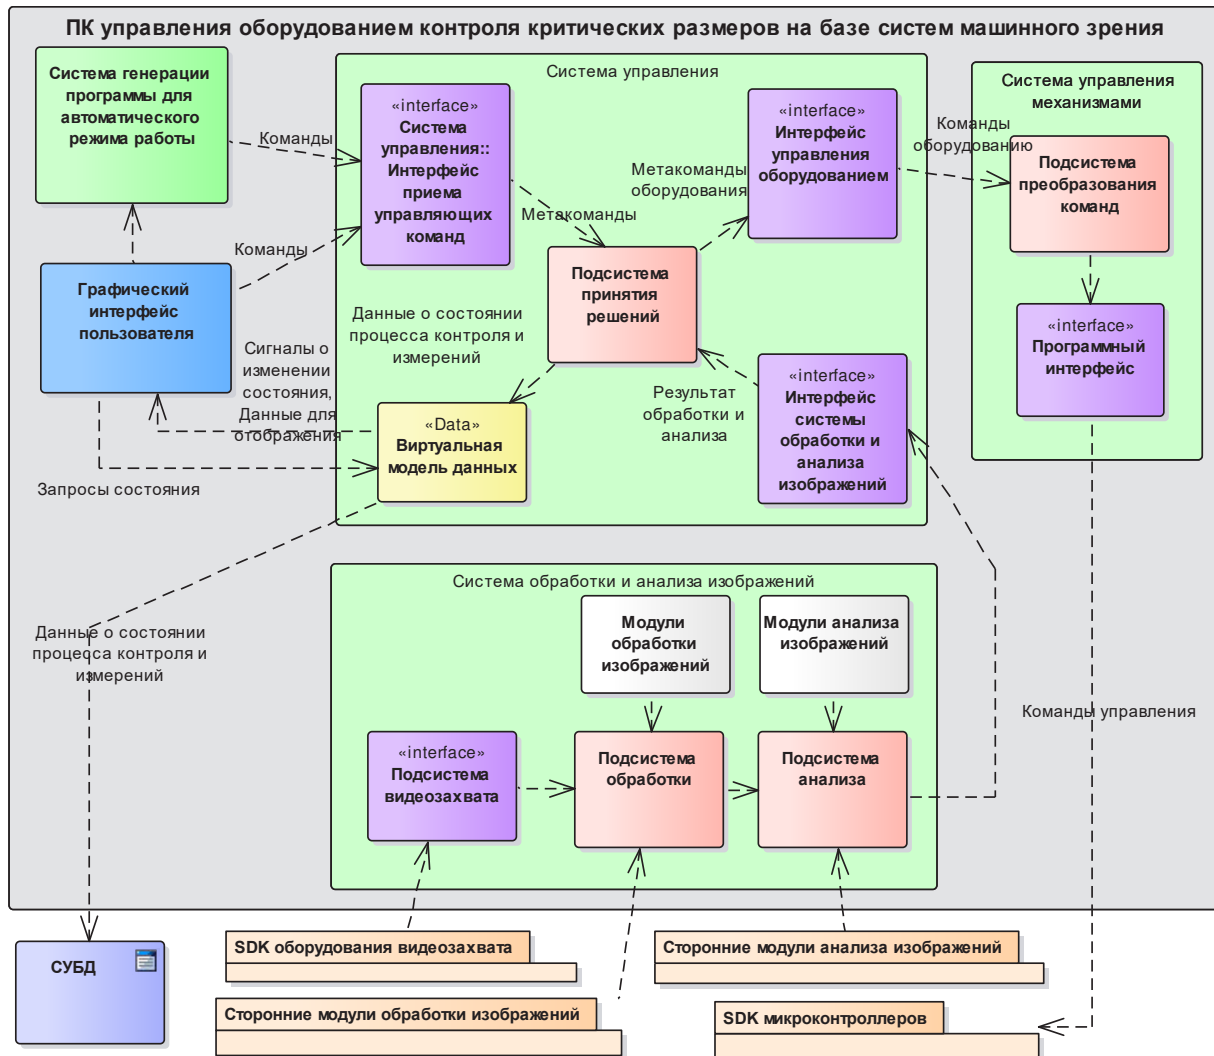 ПК управления оборудованием контроля критических размеров на базе систем машинного зрения
Система генерации
программы для
автоматического
режима работы
Команды
Графический
интерфейс
пользователя
Команды
Система управления
«interface»
Система
управления::
Интерфейс
приема
управляющих
команд
Метакоманды
Подсистема
принятия
решений
Метакоманды
оборудования
«interface»
Интерфейс
управления
оборудованием
Команды
оборудованию
Система управления
механизмами
Подсистема
преобразования
команд
«interface»
Программный
интерфейс
Данные о состоянии
процесса контроля и
измерений
Сигналы о
изменении
состояния,
Данные для
отображения
«Data»
Виртуальная
модель данных
Запросы состояния
Результат
обработки и
анализа
«interface»
Интерфейс
системы
обработки и
анализа
изображений
Система обработки и анализа изображений
Модули
обработки
изображений
Модули анализа
изображений
«interface»
Подсистема
видеозахвата
Подсистема
обработки
Подсистема
анализа
Данные о состоянии
процесса контроля и
измерений
Команды управления
СУБД
SDK оборудования видеозахвата
Сторонние модули анализа изображений
Сторонние модули обработки изображений
SDK микроконтроллеров